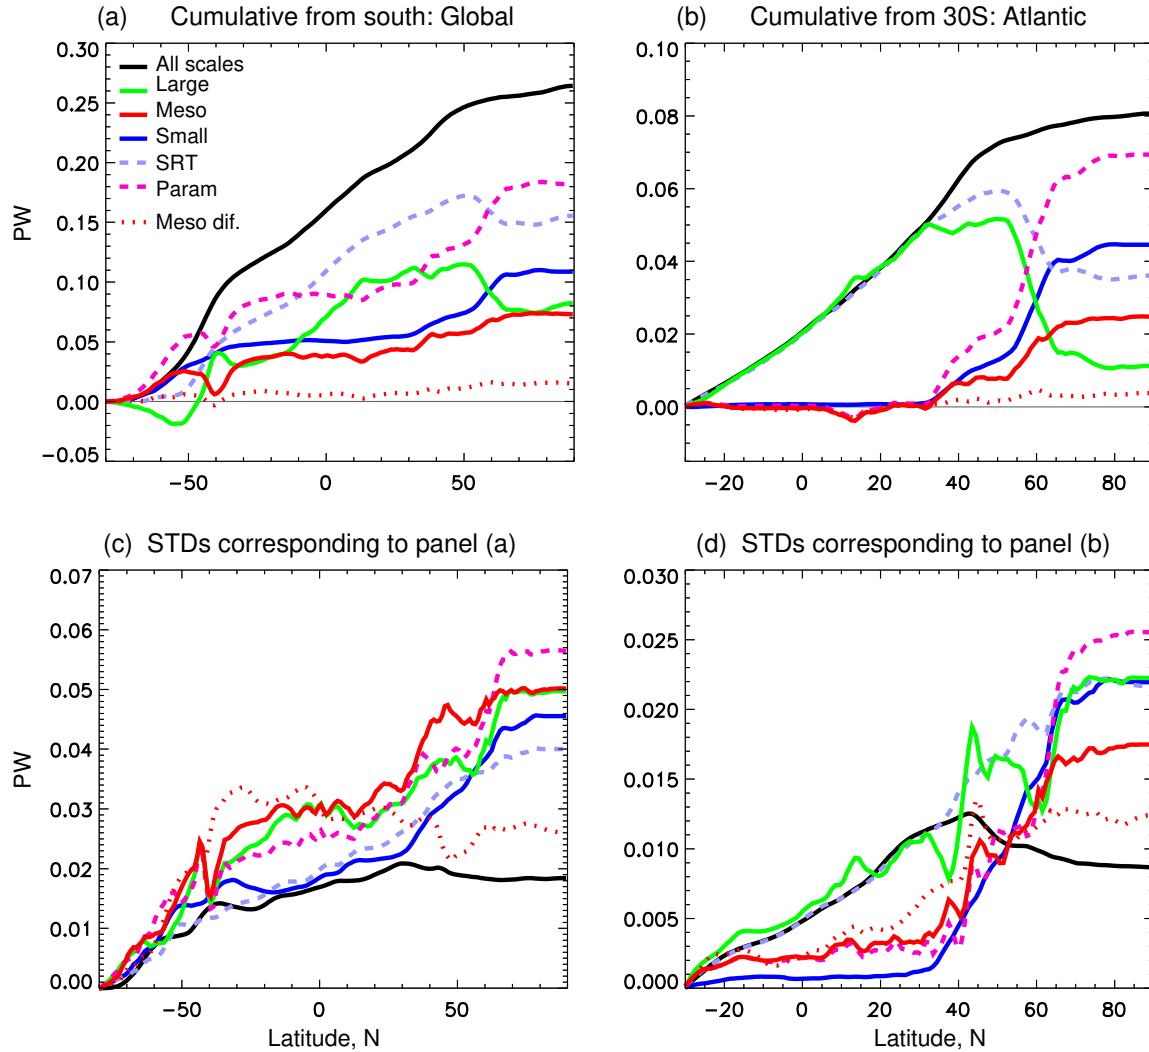 (a) Cumulative from south: Global
0.30
0.25
0.20
0.15
0.10
0.05
0.00
−0.05
PW
All scales
Large
Meso
Small
SRT
Param
Meso dif.
−50 0 50
(b) Cumulative from 30S: Atlantic
0.10
0.08
0.06
0.04
0.02
0.00
−20 0 20 40 60 80
(c) STDs corresponding to panel (a)
0.07
0.06
0.05
0.04
0.03
0.02
0.01
0.00
PW
−50 0 50
Latitude, N
(d) STDs corresponding to panel (b)
0.030
0.025
0.020
0.015
0.010
0.005
0.000
−20 0 20 40 60 80
Latitude, N